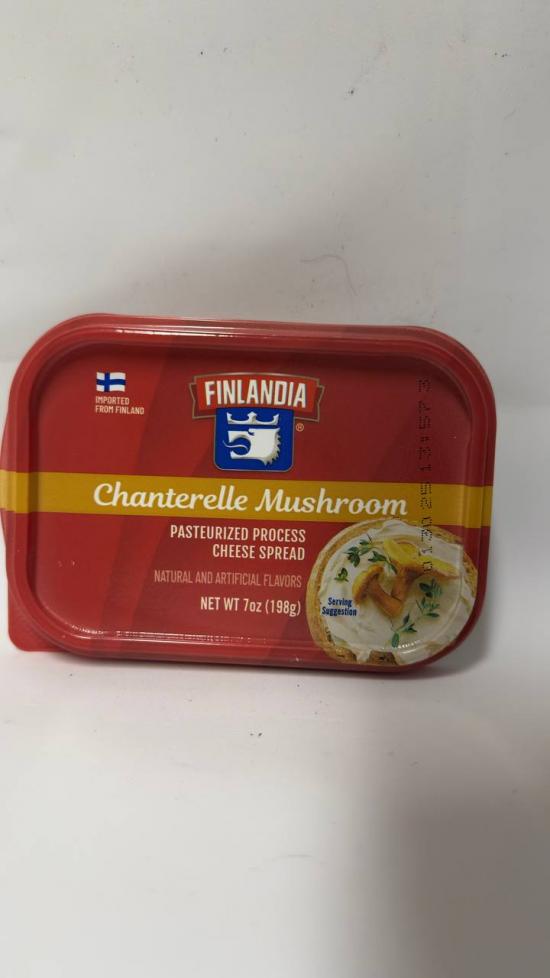 IMPORTED
FROM FINLAND
FINLANDIA
®
Chanterelle Mushroom
PASTEURIZED PROCESS
CHEESE SPREAD
NATURAL AND ARTIFICIAL FLAVORS
NET WT 7oz (198g)
Serving
Suggestion